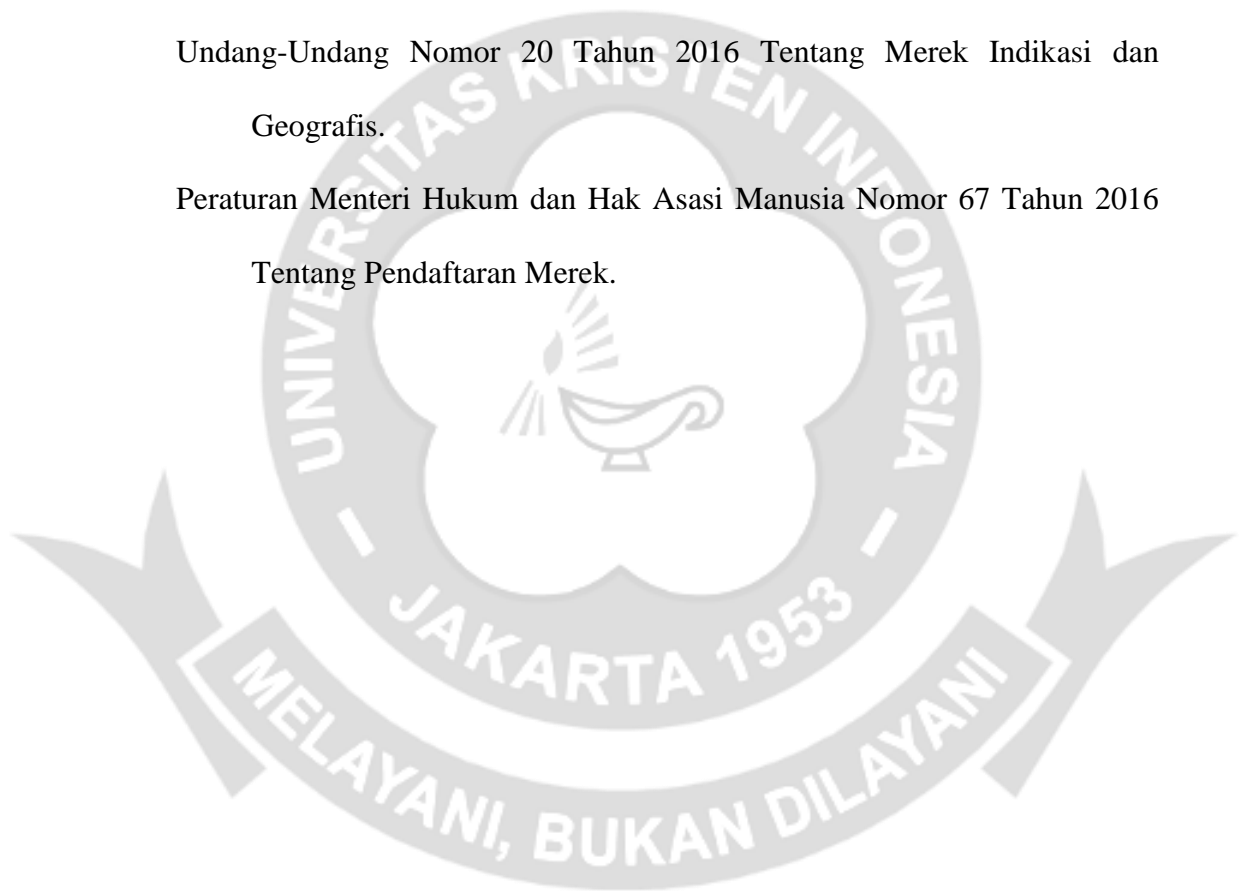 Undang-Undang Nomor 20 Tahun 2016 Tentang Merek Indikasi dan
Geografis.
Peraturan Menteri Hukum dan Hak Asasi Manusia Nomor 67 Tahun 2016
Tentang Pendaftaran Merek.
UNIVERSITAS KRISTEN INDONESIA
- JAKARTA 1953 -
MELAYANI, BUKAN DILAYANI